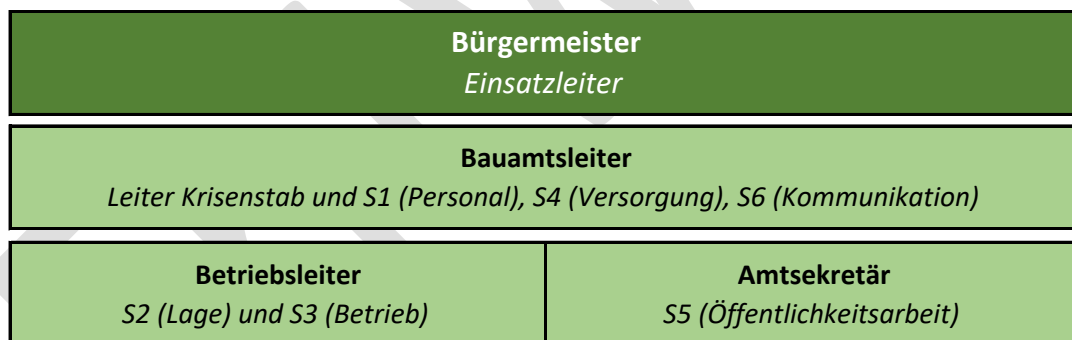 Bürgermeister
Einsatzleiter
Bauamtsleiter
Leiter Krisenstab und S1 (Personal), S4 (Versorgung), S6 (Kommunikation)
Betriebsleiter
S2 (Lage) und S3 (Betrieb)
Amtsekretär
S5 (Öffentlichkeitsarbeit)